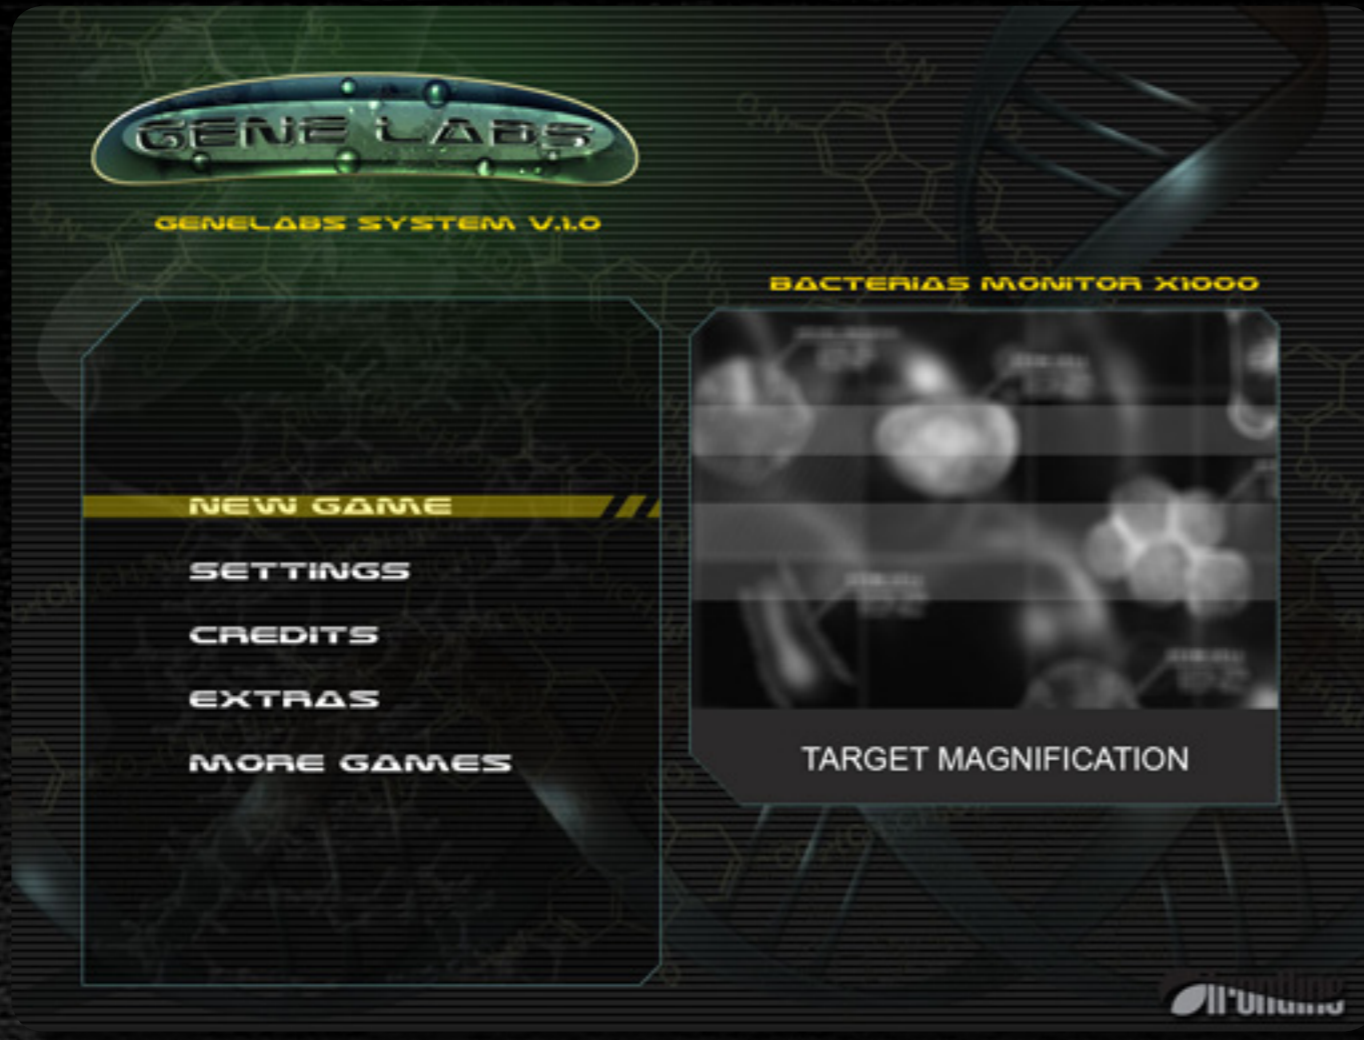 GENE LABS
GENELABS SYSTEM V.1.0
BACTERIAS MONITOR X1000
NEW GAME
SETTINGS
CREDITS
EXTRAS
MORE GAMES
TARGET MAGNIFICATION